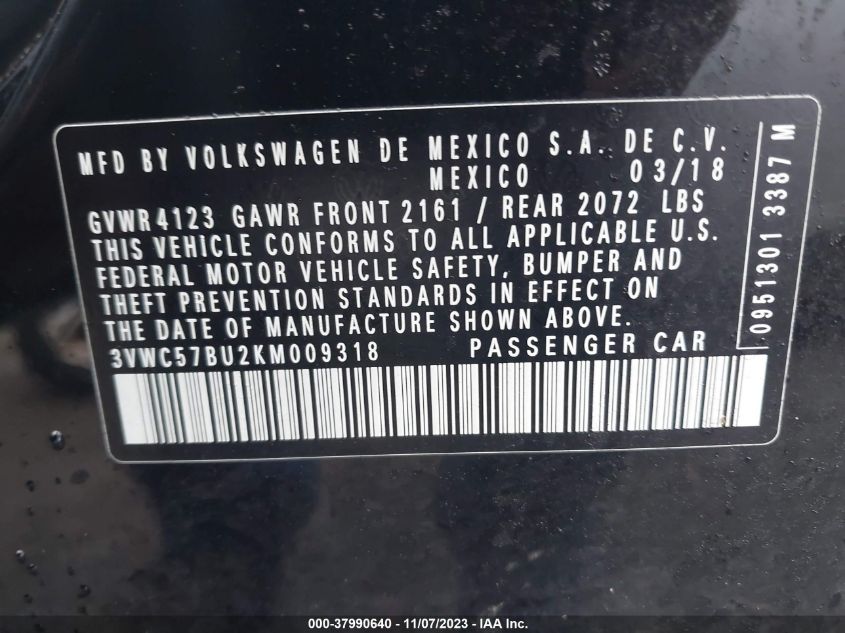 MFD BY VOLKSWAGEN DE MEXICO S.A. DE C.V.
MEXICO 03/18
GVWR 4123 GAWR FRONT 2161 / REAR 2072 LBS
THIS VEHICLE CONFORMS TO ALL APPLICABLE U.S.
FEDERAL MOTOR VEHICLE SAFETY, BUMPER AND
THEFT PREVENTION STANDARDS IN EFFECT ON
THE DATE OF MANUFACTURE SHOWN ABOVE.
3VWC57BU2KM009318 PASSENGER CAR
0951301 3387 M
000-37990640 - 11/07/2023 - IAA Inc.